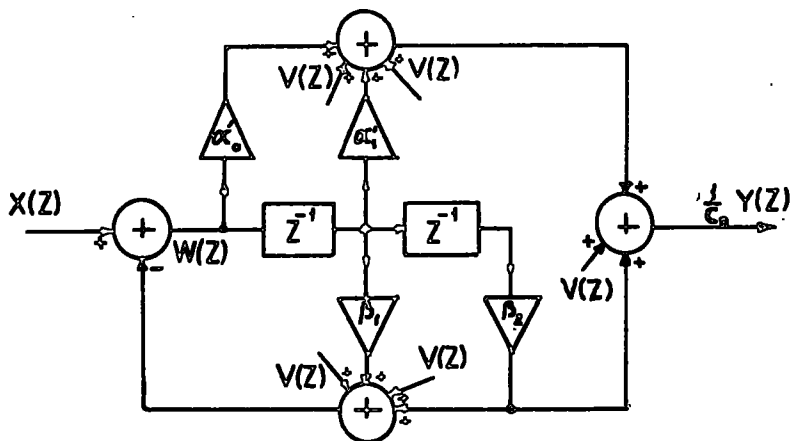 V(Z) V(Z)
α'₀ α'₁
X(Z) 1/C₀ Y(Z)
W(Z) Z⁻¹ Z⁻¹
V(Z)
β₁ β₂
V(Z) V(Z)